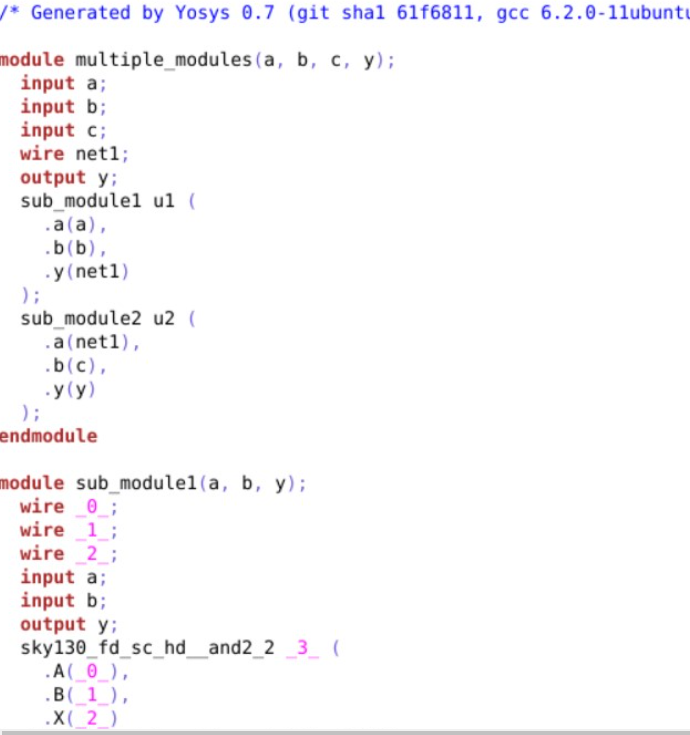 /* Generated by Yosys 0.7 (git sha1 61f6811, gcc 6.2.0-11ubuntu
module multiple_modules(a, b, c, y);
  input a;
  input b;
  input c;
  wire net1;
  output y;
  sub_module1 u1 (
    .a(a),
    .b(b),
    .y(net1)
  );
  sub_module2 u2 (
    .a(net1),
    .b(c),
    .y(y)
  );
endmodule
module sub_module1(a, b, y);
  wire _0_;
  wire _1_;
  wire _2_;
  input a;
  input b;
  output y;
  sky130_fd_sc_hd__and2_2 _3_ (
    .A(_0_),
    .B(_1_),
    .X(_2_)